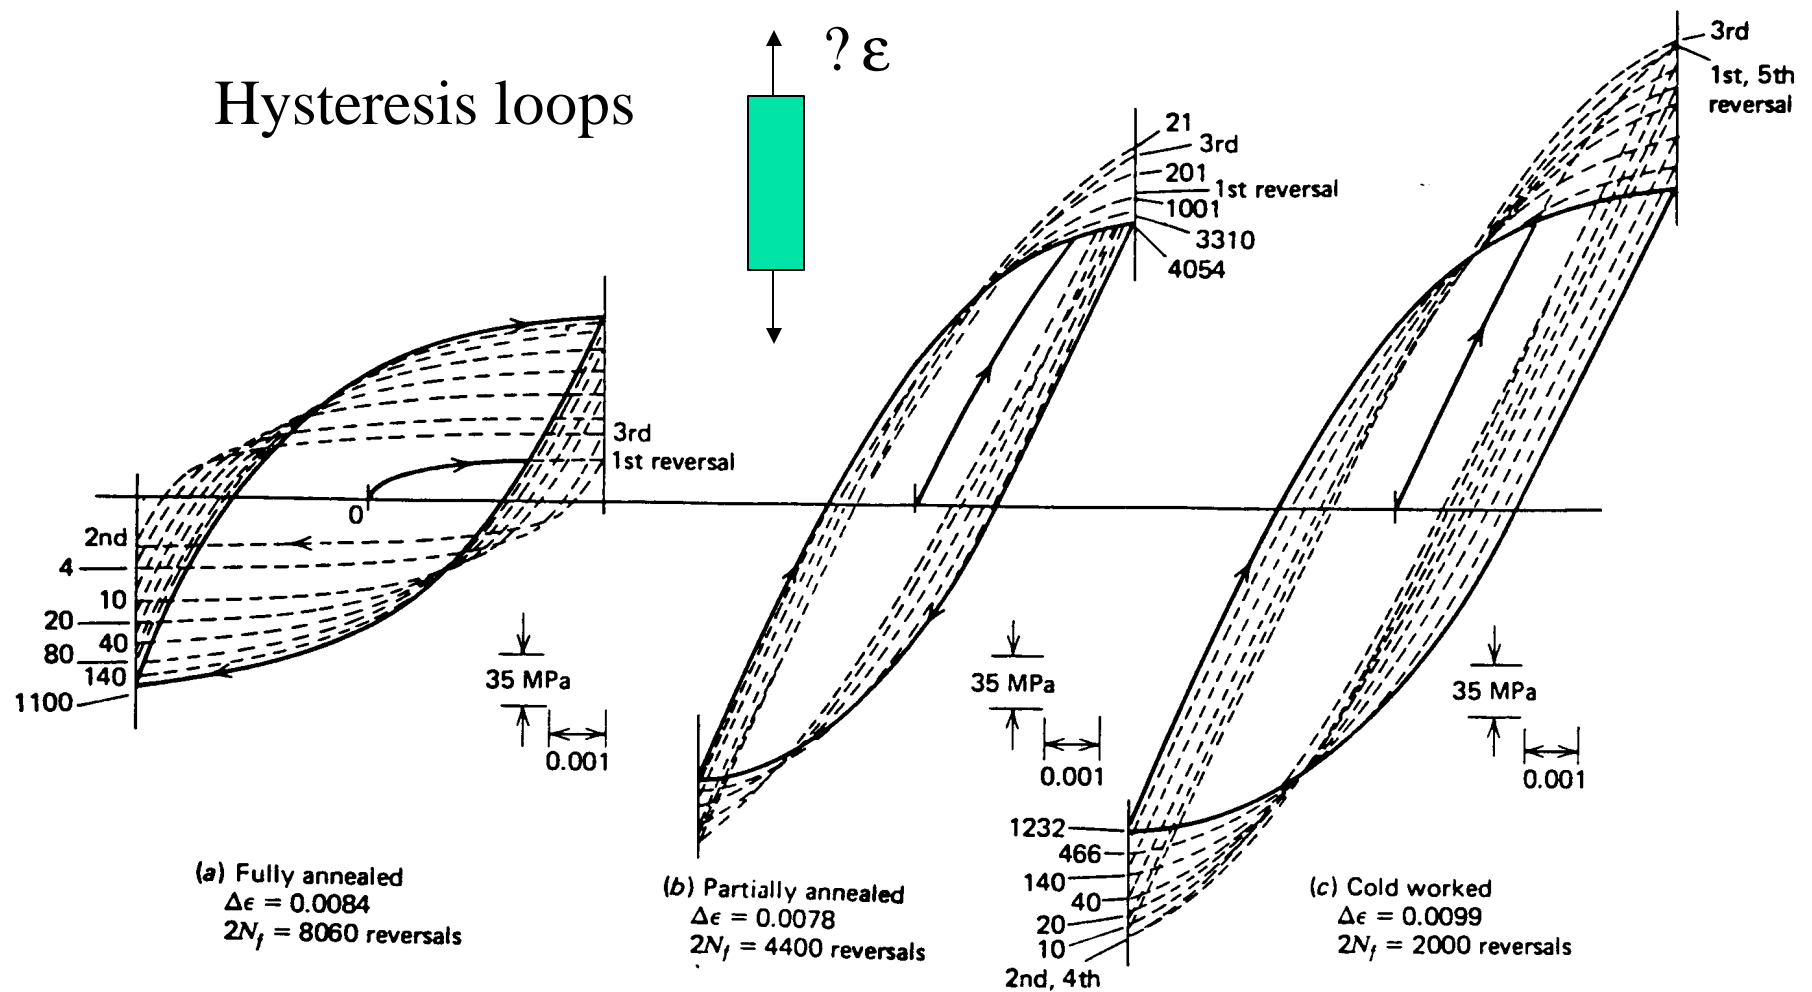 Hysteresis loops
? ε
3rd
1st reversal
0
2nd
4
10
20
40
80
140
1100
35 MPa
0.001
(a) Fully annealed
Δϵ = 0.0084
2Nf = 8060 reversals
21
3rd
201
1st reversal
1001
3310
4054
35 MPa
0.001
(b) Partially annealed
Δϵ = 0.0078
2Nf = 4400 reversals
3rd
1st, 5th
reversal
1232
466
140
40
20
10
2nd, 4th
35 MPa
0.001
(c) Cold worked
Δϵ = 0.0099
2Nf = 2000 reversals